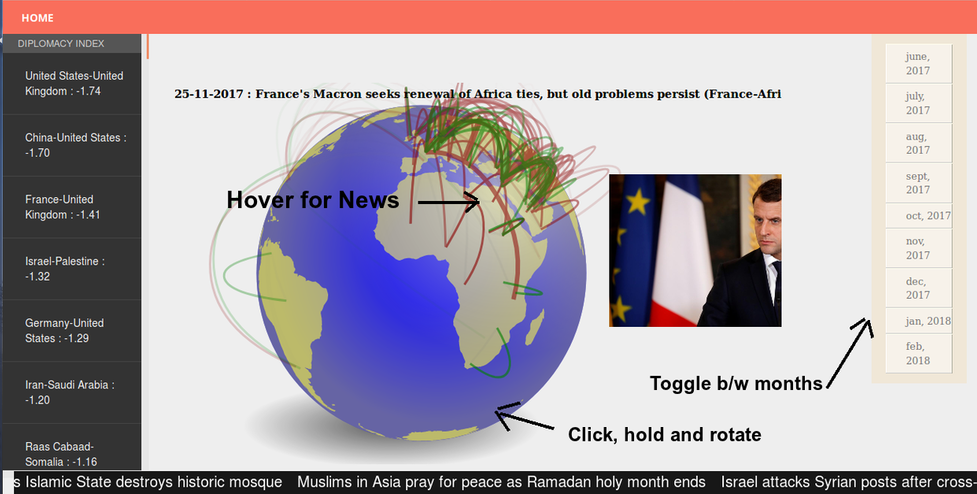 HOME
DIPLOMACY INDEX
United States-United
Kingdom : -1.74
China-United States :
-1.70
France-United
Kingdom : -1.41
Israel-Palestine :
-1.32
Germany-United
States : -1.29
Iran-Saudi Arabia :
-1.20
Raas Cabaad-
Somalia : -1.16
25-11-2017 : France's Macron seeks renewal of Africa ties, but old problems persist (France-Afri
Hover for News
Toggle b/w months
Click, hold and rotate
june,
2017
july,
2017
aug,
2017
sept,
2017
oct, 2017
nov,
2017
dec,
2017
jan, 2018
feb,
2018
s Islamic State destroys historic mosque Muslims in Asia pray for peace as Ramadan holy month ends Israel attacks Syrian posts after cross-